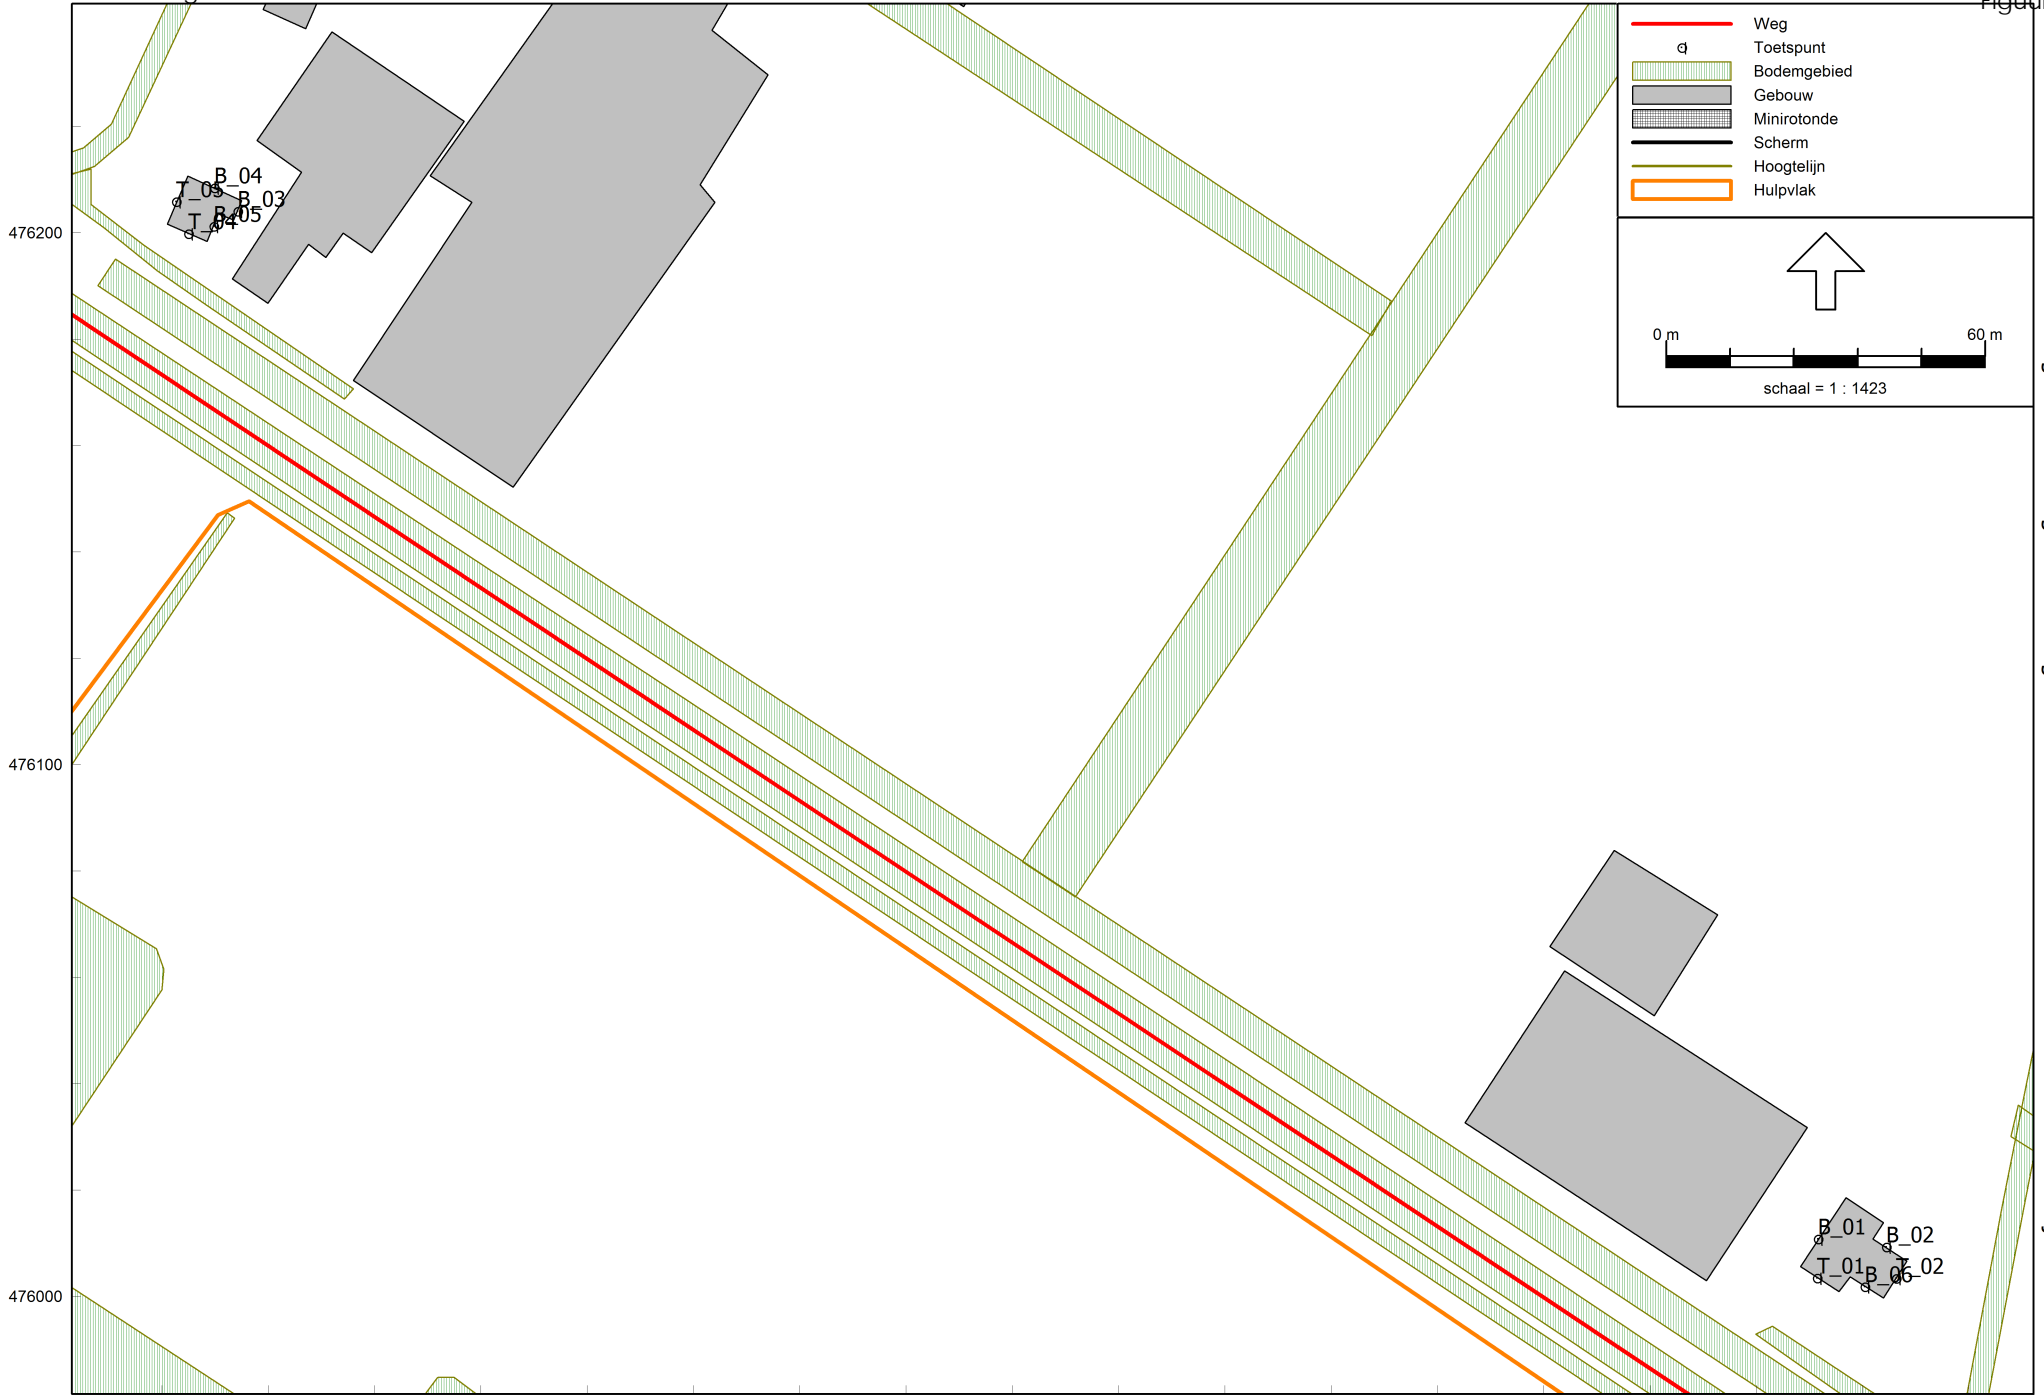 Weg
Toetspunt
Bodemgebied
Gebouw
Minirotonde
Scherm
Hoogtelijn
Hulpvlak
0 m
60 m
schaal = 1 : 1423
B_04
T_05
B_03
B_05
T_04
476200
476100
B_01
B_02
T_01
T_02
B_06
476000